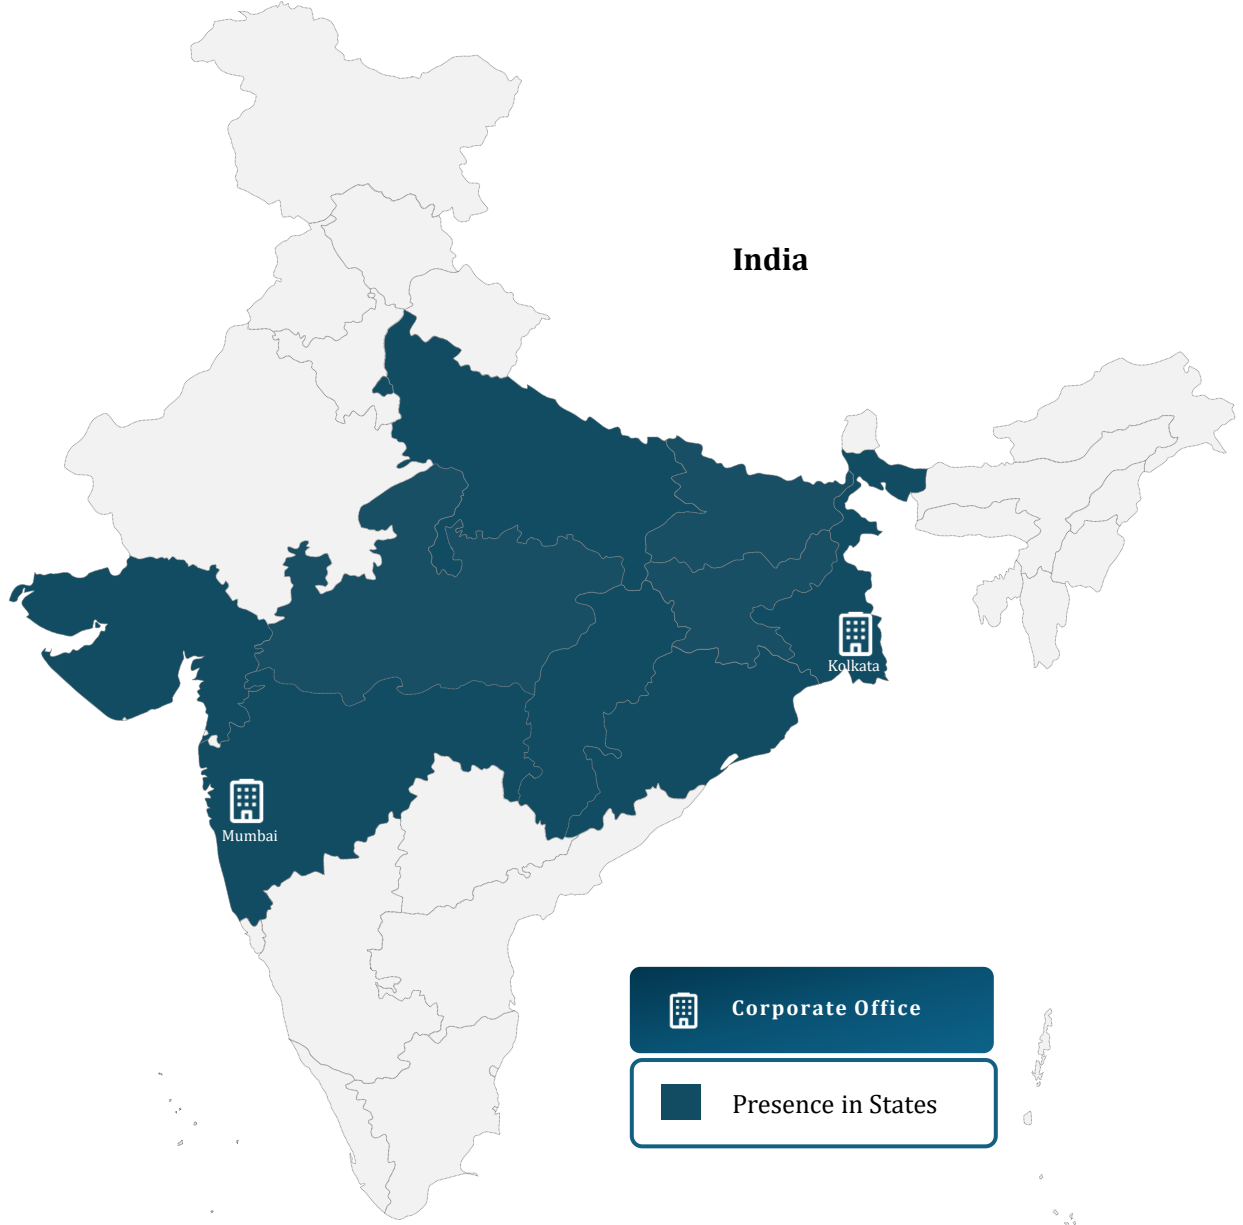 India
Kolkata
Mumbai
Corporate Office
Presence in States